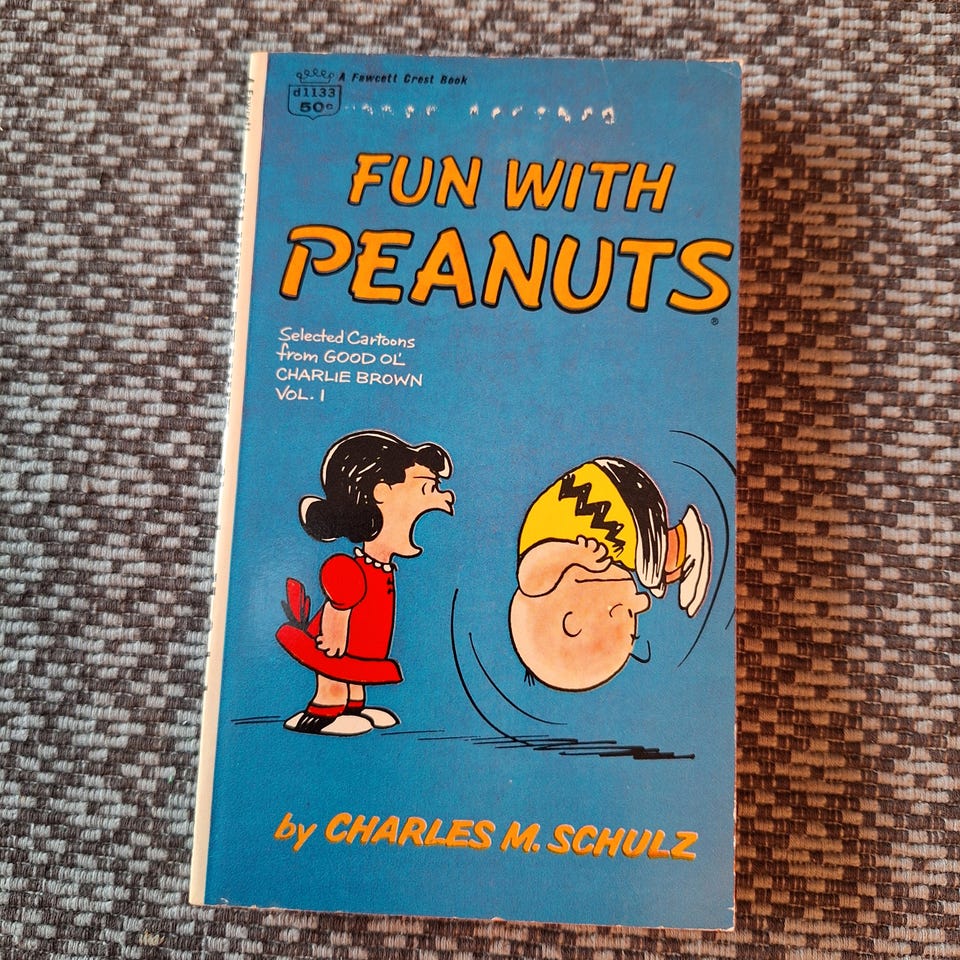 A Fawcett Crest Book
d1133
50¢
FUN WITH
PEANUTS
®
Selected Cartoons
from GOOD OL'
CHARLIE BROWN
VOL. 1
by CHARLES M. SCHULZ